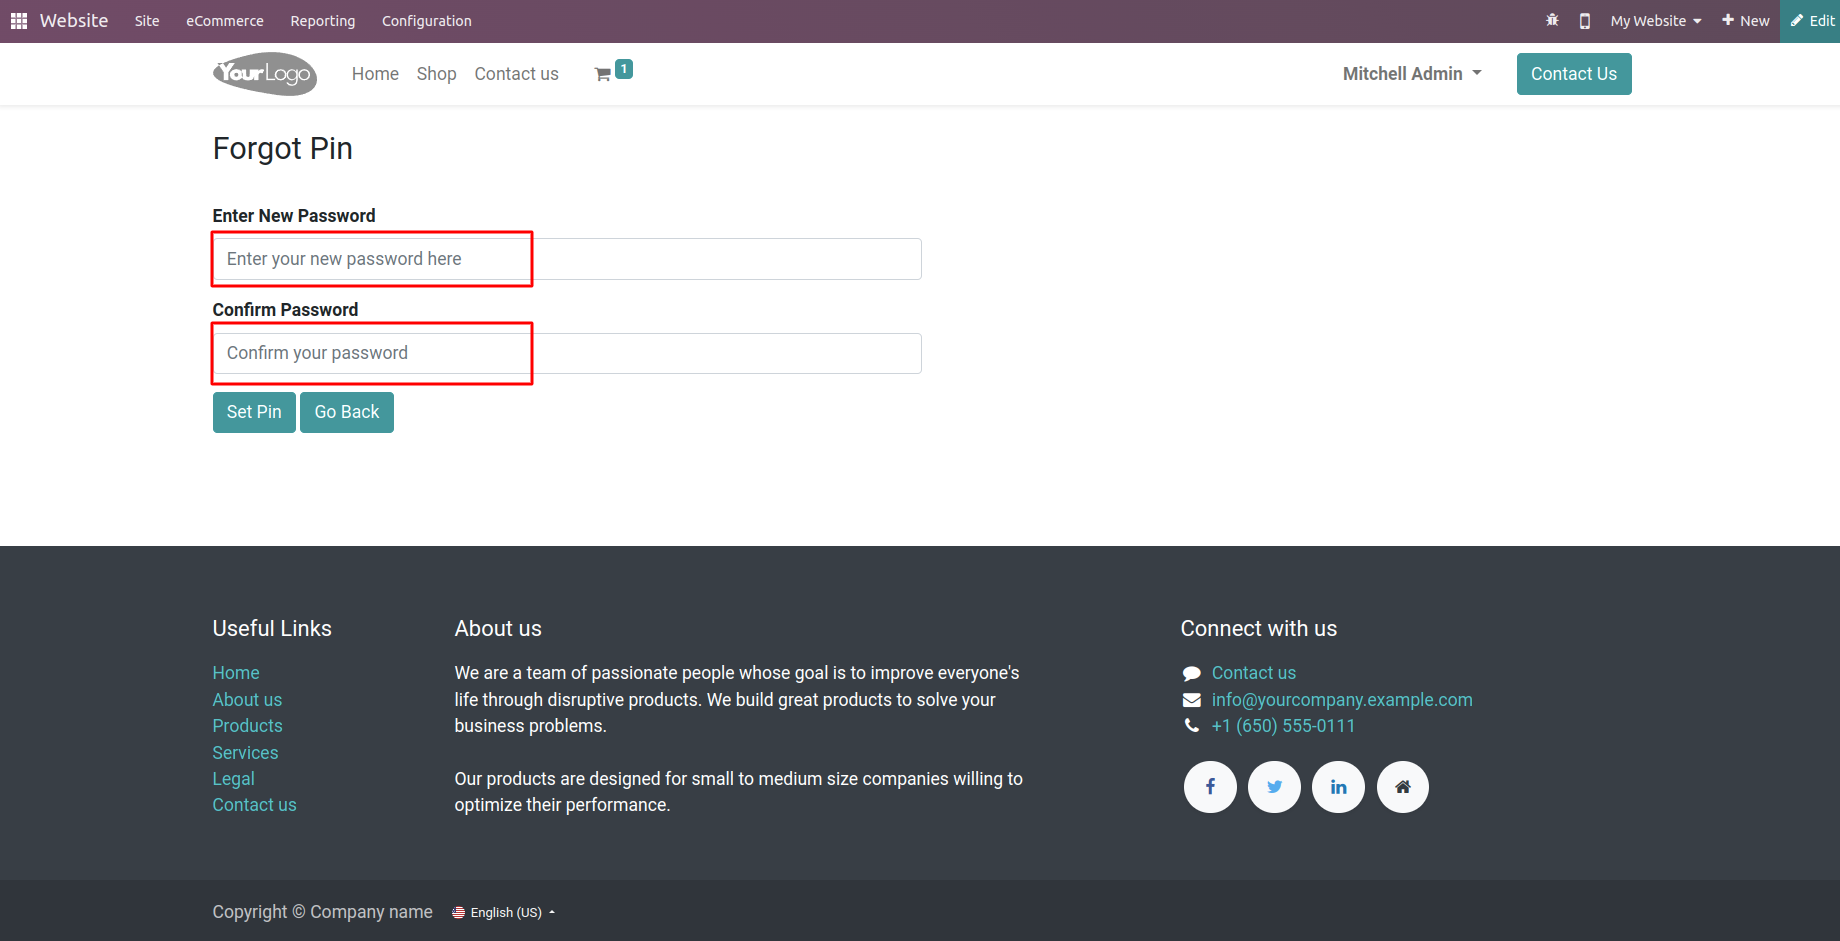 Website Site eCommerce Reporting Configuration My Website New Edit
YourLogo Home Shop Contact us 1 Mitchell Admin Contact Us
Forgot Pin
Enter New Password
Enter your new password here
Confirm Password
Confirm your password
Set Pin Go Back
Useful Links
Home
About us
Products
Services
Legal
Contact us
About us
We are a team of passionate people whose goal is to improve everyone's
life through disruptive products. We build great products to solve your
business problems.
Our products are designed for small to medium size companies willing to
optimize their performance.
Connect with us
Contact us
info@yourcompany.example.com
+1 (650) 555-0111
Copyright © Company name English (US)